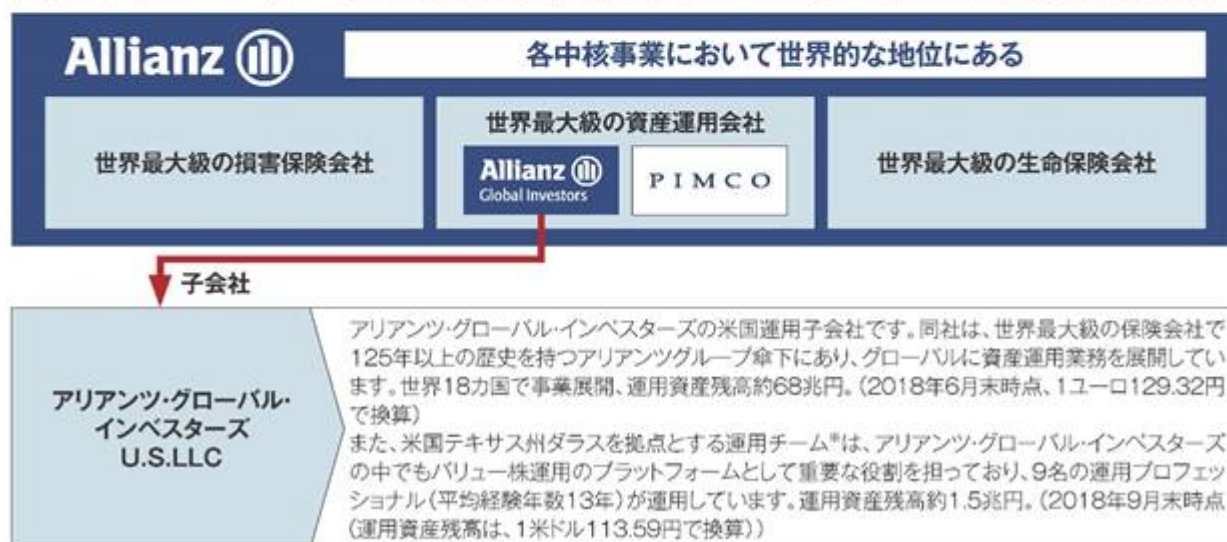 Allianz
各中核事業において世界的な地位にある
世界最大級の損害保険会社
世界最大級の資産運用会社
Allianz
Global Investors
PIMCO
世界最大級の生命保険会社
子会社
アリアンツ・グローバル・
インベスターズ
U.S.LLC
アリアンツ・グローバル・インベスターズの米国運用子会社です。同社は、世界最大級の保険会社で
125年以上の歴史を持つアリアンツグループ傘下にあり、グローバルに資産運用業務を展開してい
ます。世界18カ国で事業展開、運用資産残高約68兆円。(2018年6月末時点、1ユーロ129.32円
で換算)
また、米国テキサス州ダラスを拠点とする運用チーム*は、アリアンツ・グローバル・インベスターズ
の中でもバリュー株運用のプラットフォームとして重要な役割を担っており、9名の運用プロフェッ
ショナル(平均経験年数13年)が運用しています。運用資産残高約1.5兆円。(2018年9月末時点
(運用資産残高は、1米ドル113.59円で換算))